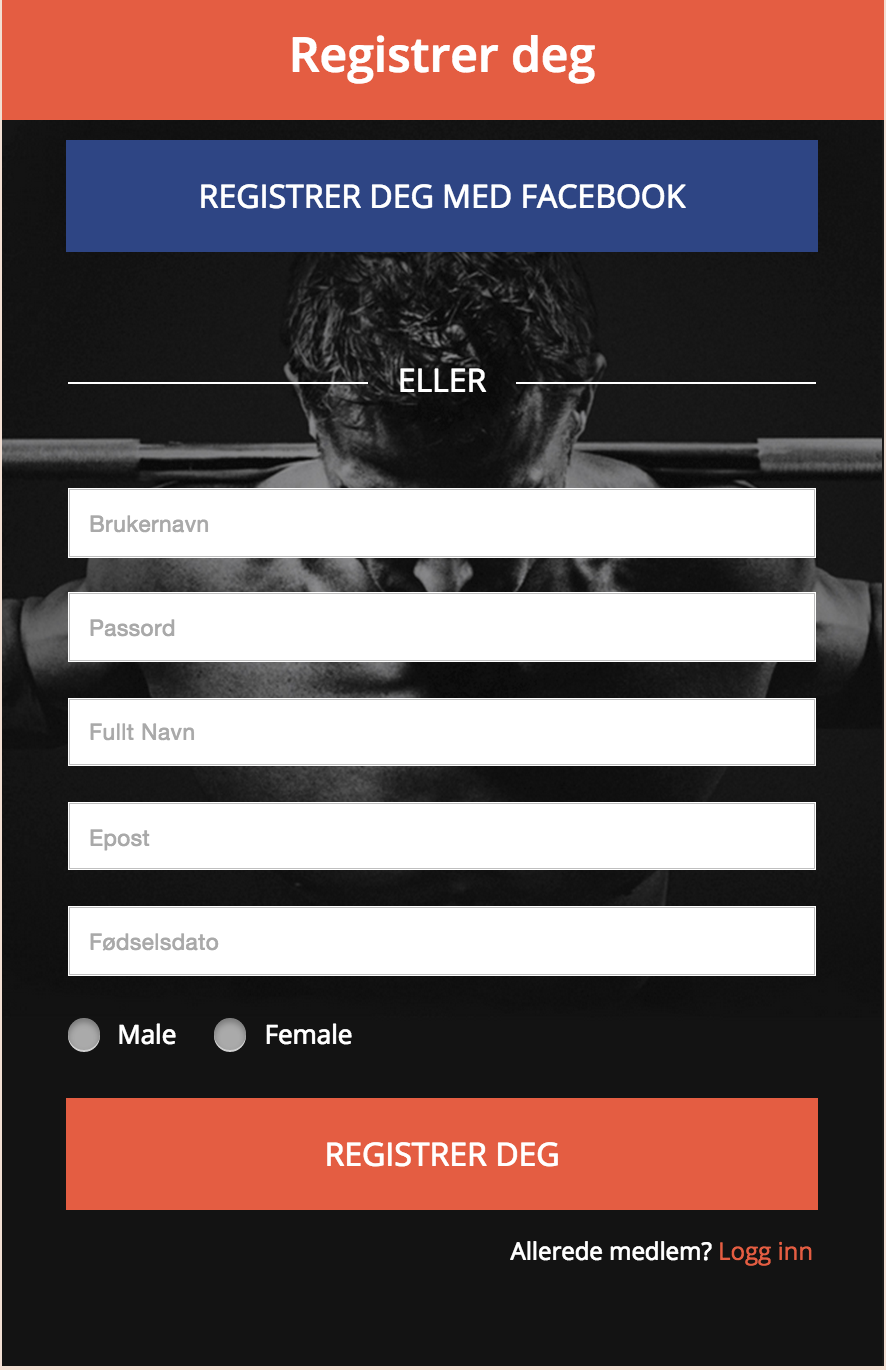 Registrer deg
REGISTRER DEG MED FACEBOOK
ELLER
Brukernavn
Passord
Fullt Navn
Epost
Fødselsdato
Male Female
REGISTRER DEG
Allerede medlem? Logg inn